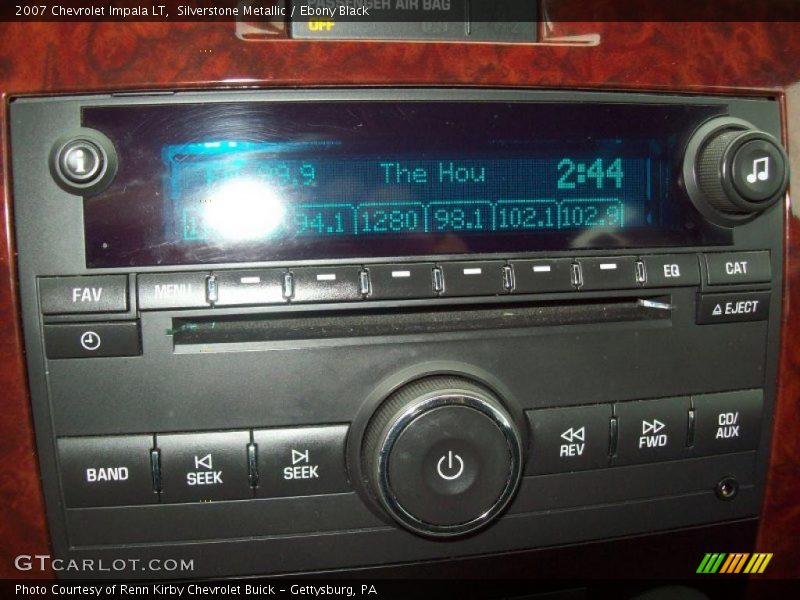 2007 Chevrolet Impala LT,  Silverstone Metallic / Ebony Black
PASSENGER AIR BAG
OFF
The Hou 2:44
94.1 1280 98.1 102.1 102.9
FAV MENU EQ CAT
EJECT
BAND SEEK SEEK REV FWD CD/
AUX
GTCARLOT.COM
Photo Courtesy of Renn Kirby Chevrolet Buick - Gettysburg, PA